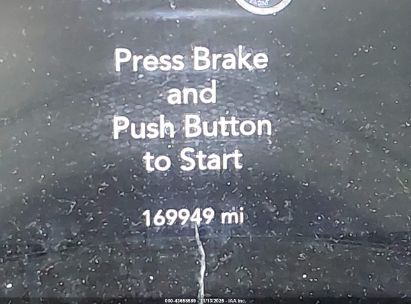 Press Brake
and
Push Button
to Start
169949 mi